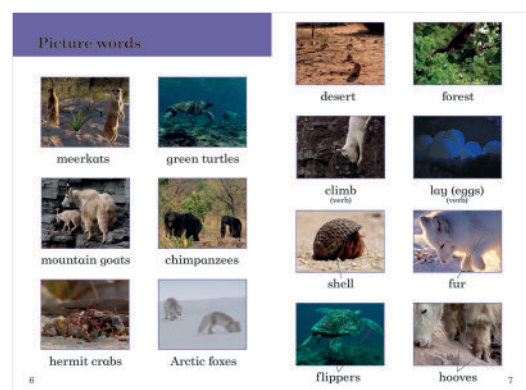 Picture words
meerkats
green turtles
mountain goats
chimpanzees
hermit crabs
Arctic foxes
6
desert
forest
climb
(verb)
lay (eggs)
(verb)
shell
fur
flippers
hooves
7